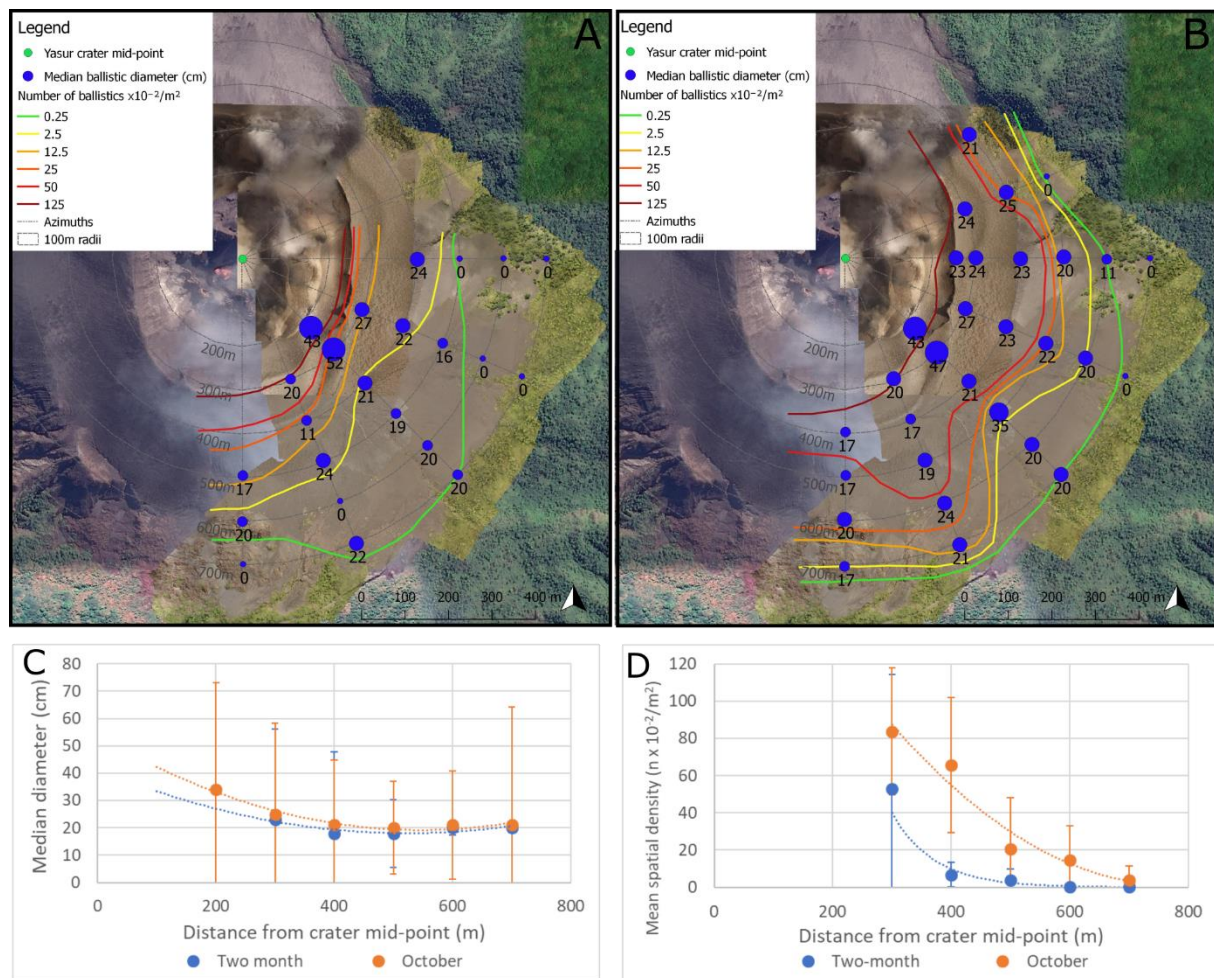 A
Legend
Yasur crater mid-point
Median ballistic diameter (cm)
Number of ballistics x10⁻²/m²
0.25
2.5
12.5
25
50
125
Azimuths
100m radii
24
0
0
0
27
43
22
52
16
0
20
21
0
11
19
24
20
17
20
0
20
22
0
200m
300m
400m
500m
600m
700m
0 100 200 300 400 m
B
Legend
Yasur crater mid-point
Median ballistic diameter (cm)
Number of ballistics x10⁻²/m²
0.25
2.5
12.5
25
50
125
Azimuths
100m radii
21
0
25
24
23
24
23
20
11
0
27
43
23
47
22
20
0
20
21
17
17
35
19
20
17
24
20
20
21
17
200m
300m
400m
500m
600m
700m
0 100 200 300 400 m
C
Median diameter (cm)
80
70
60
50
40
30
20
10
0
0 200 400 600 800
Distance from crater mid-point (m)
Two month October
D
Mean spatial density (n x 10⁻²/m²)
120
100
80
60
40
20
0
0 200 400 600 800
Distance from crater mid-point (m)
Two-month October